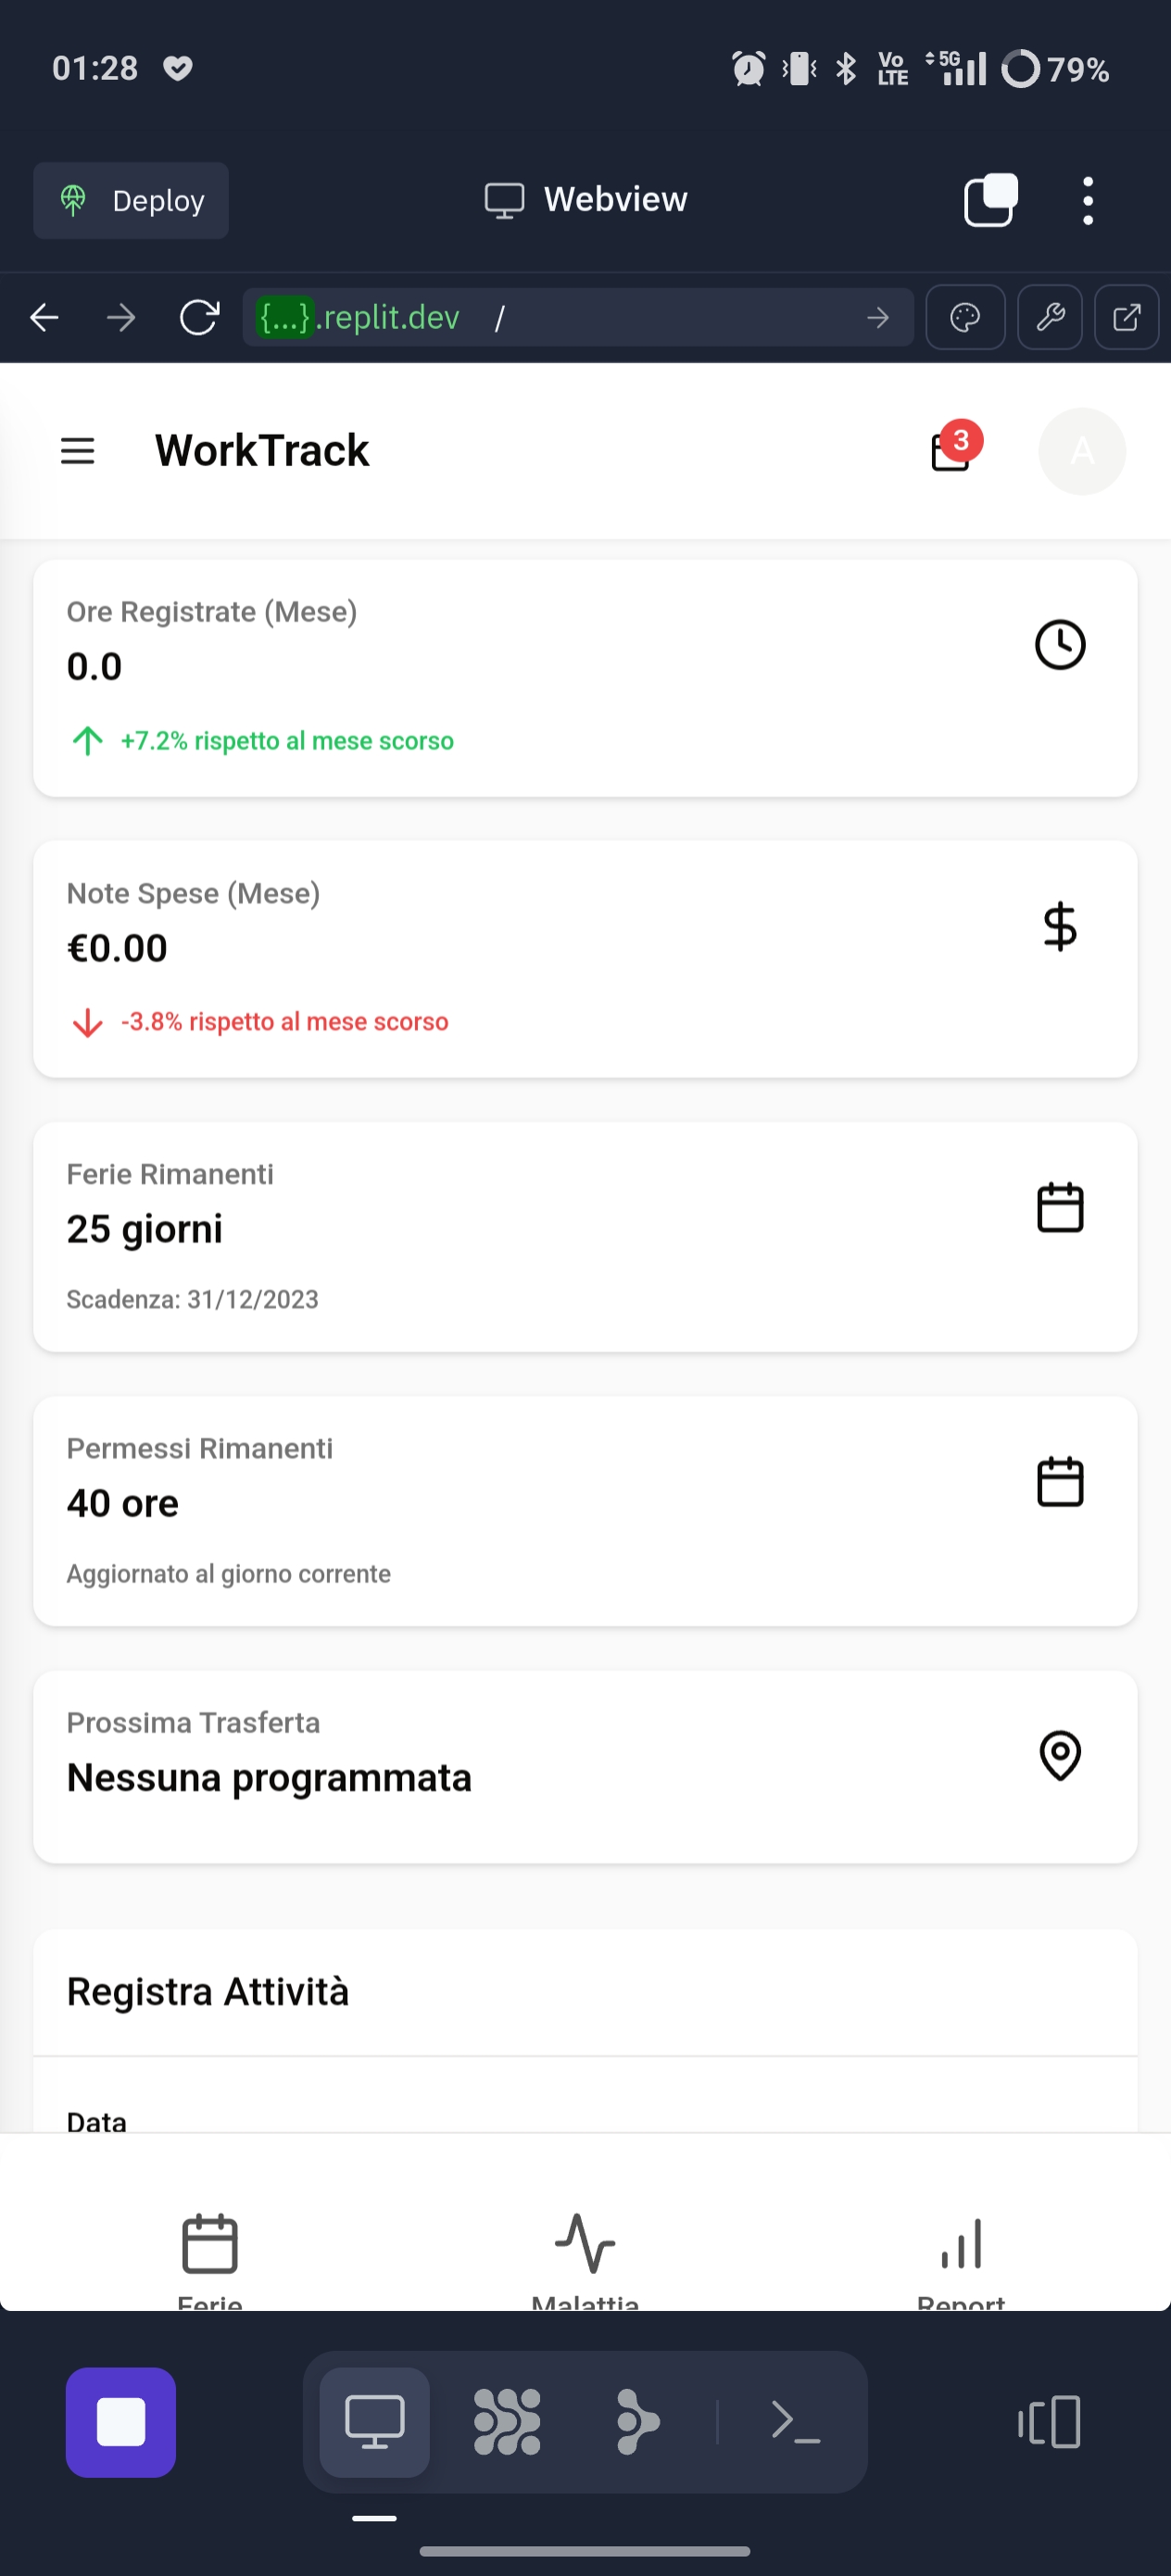 01:28
Vo
LTE
5G
79%
Deploy
Webview
{...}.replit.dev /
WorkTrack
3
A
Ore Registrate (Mese)
0.0
+7.2% rispetto al mese scorso
Note Spese (Mese)
€0.00
$
-3.8% rispetto al mese scorso
Ferie Rimanenti
25 giorni
Scadenza: 31/12/2023
Permessi Rimanenti
40 ore
Aggiornato al giorno corrente
Prossima Trasferta
Nessuna programmata
Registra Attività
Data
Ferie
Malattia
Report